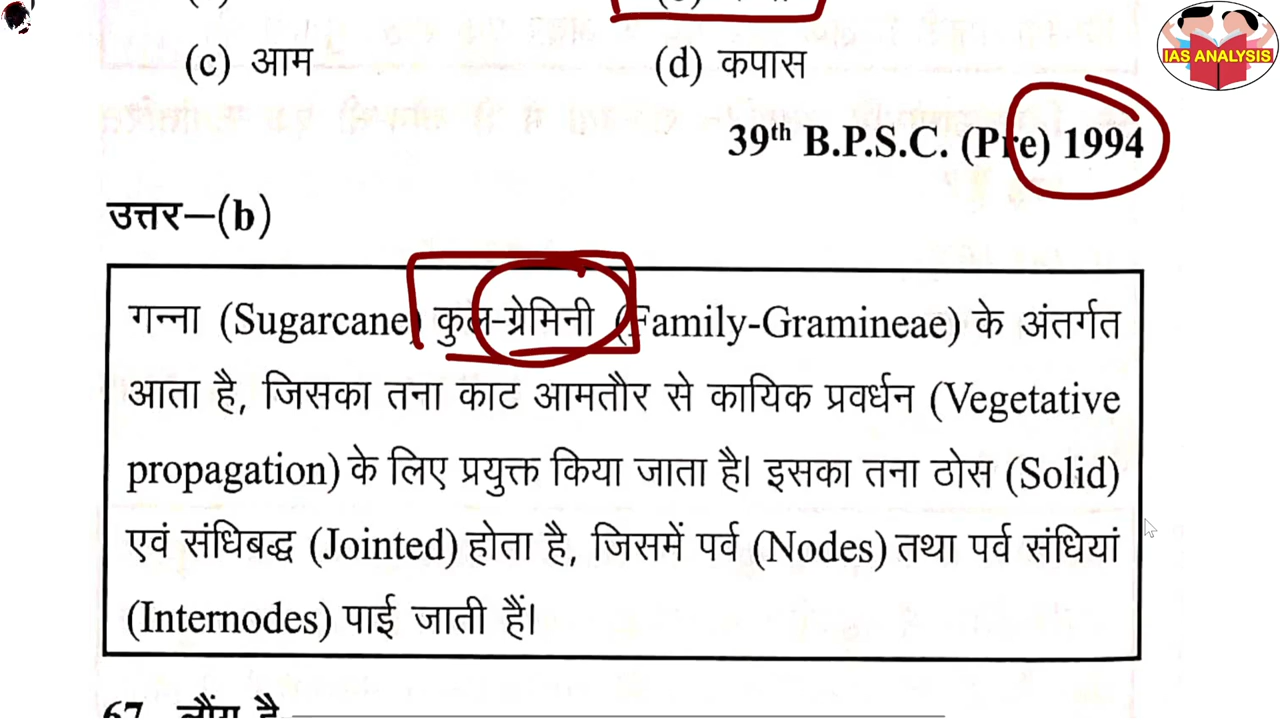 IAS ANALYSIS
(c) आम (d) कपास
39th B.P.S.C. (Pre) 1994
उत्तर—(b)
गन्ना (Sugarcane) कुल-ग्रेमिनी (Family-Gramineae) के अंतर्गत
आता है, जिसका तना काट आमतौर से कायिक प्रवर्धन (Vegetative
propagation) के लिए प्रयुक्त किया जाता है। इसका तना ठोस (Solid)
एवं संधिबद्ध (Jointed) होता है, जिसमें पर्व (Nodes) तथा पर्व संधियां
(Internodes) पाई जाती हैं।
67. लौंग है